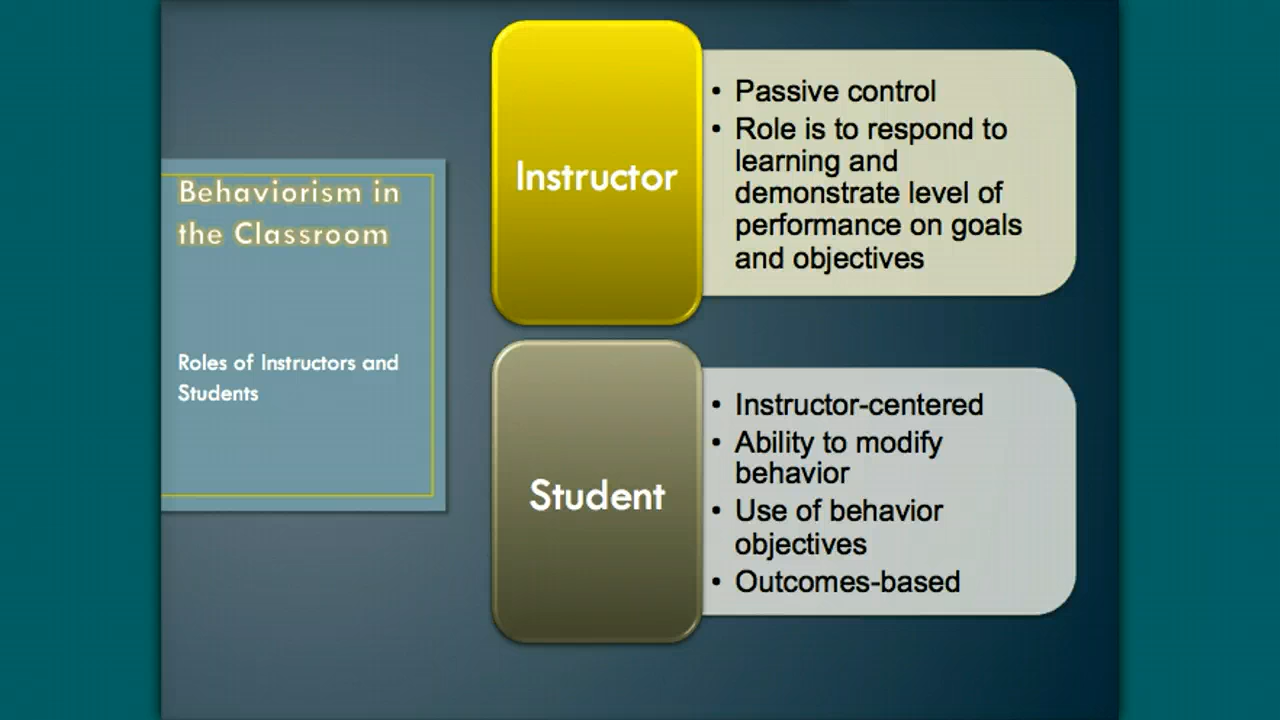 Behaviorism in
the Classroom
Roles of Instructors and
Students
Instructor
• Passive control
• Role is to respond to
learning and
demonstrate level of
performance on goals
and objectives
Student
• Instructor-centered
• Ability to modify
behavior
• Use of behavior
objectives
• Outcomes-based